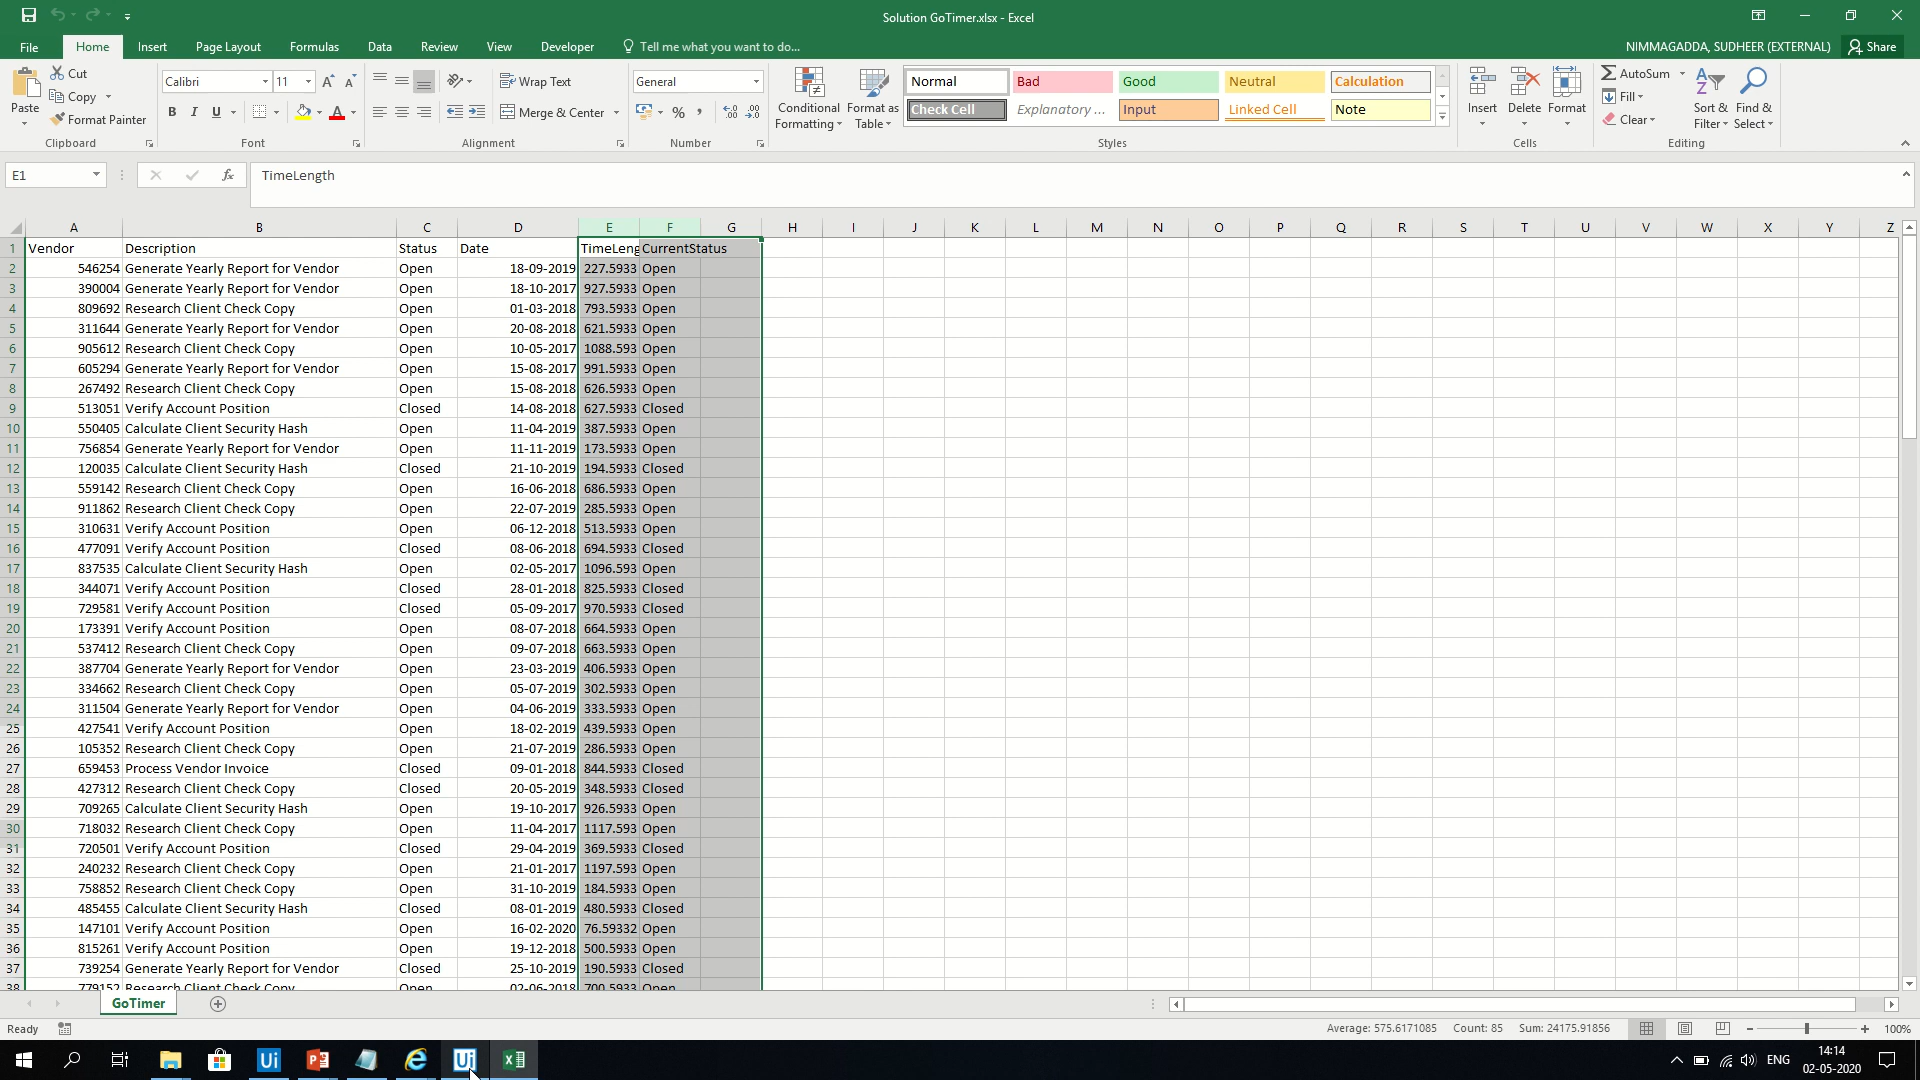 Solution GoTimer.xlsx - Excel
File Home Insert Page Layout Formulas Data Review View Developer Tell me what you want to do... NIMMAGADDA, SUDHEER (EXTERNAL) Share
Paste Cut Copy Format Painter Clipboard
Calibri 11 B I U A Font
Wrap Text Merge & Center Alignment
General % , Number
Conditional Formatting Format as Table
Normal Bad Good Neutral Calculation
Check Cell Explanatory ... Input Linked Cell Note
Styles
Insert Delete Format Cells
AutoSum Fill Clear Sort & Filter Find & Select Editing
E1 fx TimeLength
A B C D E F G H I J K L M N O P Q R S T U V W X Y Z
1 Vendor Description Status Date TimeLeng CurrentStatus
2 546254 Generate Yearly Report for Vendor Open 18-09-2019 227.5933 Open
3 390004 Generate Yearly Report for Vendor Open 18-10-2017 927.5933 Open
4 809692 Research Client Check Copy Open 01-03-2018 793.5933 Open
5 311644 Generate Yearly Report for Vendor Open 20-08-2018 621.5933 Open
6 905612 Research Client Check Copy Open 10-05-2017 1088.593 Open
7 605294 Generate Yearly Report for Vendor Open 15-08-2017 991.5933 Open
8 267492 Research Client Check Copy Open 15-08-2018 626.5933 Open
9 513051 Verify Account Position Closed 14-08-2018 627.5933 Closed
10 550405 Calculate Client Security Hash Open 11-04-2019 387.5933 Open
11 756854 Generate Yearly Report for Vendor Open 11-11-2019 173.5933 Open
12 120035 Calculate Client Security Hash Closed 21-10-2019 194.5933 Closed
13 559142 Research Client Check Copy Open 16-06-2018 686.5933 Open
14 911862 Research Client Check Copy Open 22-07-2019 285.5933 Open
15 310631 Verify Account Position Open 06-12-2018 513.5933 Open
16 477091 Verify Account Position Closed 08-06-2018 694.5933 Closed
17 837535 Calculate Client Security Hash Open 02-05-2017 1096.593 Open
18 344071 Verify Account Position Closed 28-01-2018 825.5933 Closed
19 729581 Verify Account Position Closed 05-09-2017 970.5933 Closed
20 173391 Verify Account Position Open 08-07-2018 664.5933 Open
21 537412 Research Client Check Copy Open 09-07-2018 663.5933 Open
22 387704 Generate Yearly Report for Vendor Open 23-03-2019 406.5933 Open
23 334662 Research Client Check Copy Open 05-07-2019 302.5933 Open
24 311504 Generate Yearly Report for Vendor Open 04-06-2019 333.5933 Open
25 427541 Verify Account Position Open 18-02-2019 439.5933 Open
26 105352 Research Client Check Copy Open 21-07-2019 286.5933 Open
27 659453 Process Vendor Invoice Closed 09-01-2018 844.5933 Closed
28 427312 Research Client Check Copy Closed 20-05-2019 348.5933 Closed
29 709265 Calculate Client Security Hash Open 19-10-2017 926.5933 Open
30 718032 Research Client Check Copy Open 11-04-2017 1117.593 Open
31 720501 Verify Account Position Closed 29-04-2019 369.5933 Closed
32 240232 Research Client Check Copy Open 21-01-2017 1197.593 Open
33 758852 Research Client Check Copy Open 31-10-2019 184.5933 Open
34 485455 Calculate Client Security Hash Closed 08-01-2019 480.5933 Closed
35 147101 Verify Account Position Open 16-02-2020 76.59332 Open
36 815261 Verify Account Position Open 19-12-2018 500.5933 Open
37 739254 Generate Yearly Report for Vendor Closed 25-10-2019 190.5933 Closed
38 779152 Research Client Check Copy Open 02-06-2018 700.5933 Open
GoTimer
Ready Average: 575.6171085 Count: 85 Sum: 24175.91856 100%
Ui Ui ENG 14:14
02-05-2020